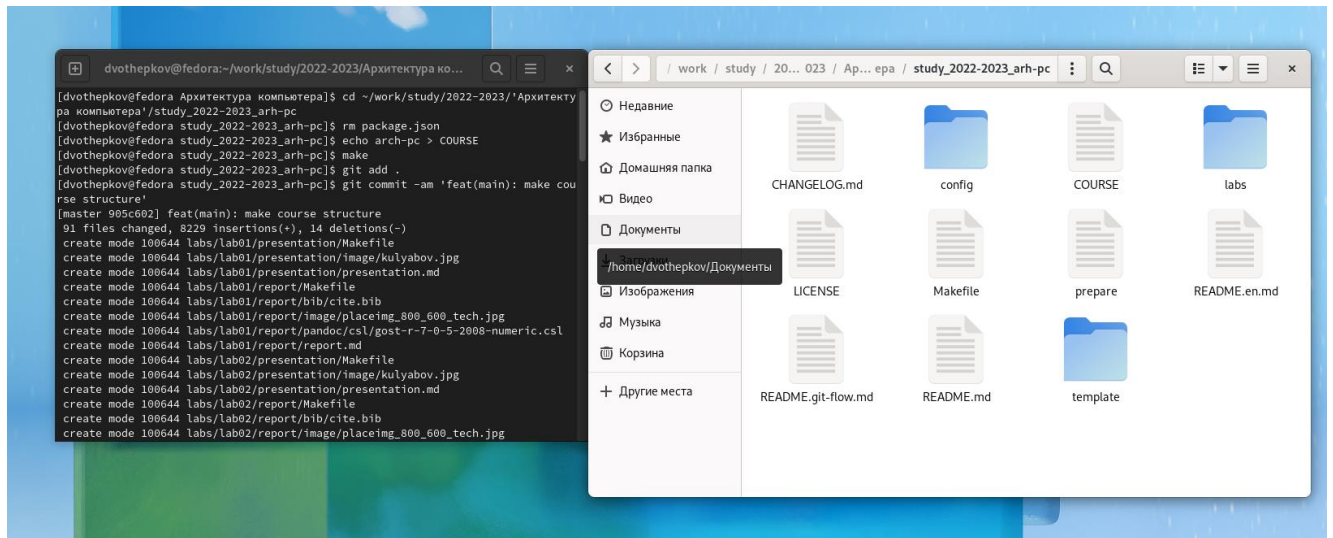 dvothepkov@fedora:~/work/study/2022-2023/Архитектура ко...
[dvothepkov@fedora Архитектура компьютера]$ cd ~/work/study/2022-2023/'Архитекту
ра компьютера'/study_2022-2023_arh-pc
[dvothepkov@fedora study_2022-2023_arh-pc]$ rm package.json
[dvothepkov@fedora study_2022-2023_arh-pc]$ echo arch-pc > COURSE
[dvothepkov@fedora study_2022-2023_arh-pc]$ make
[dvothepkov@fedora study_2022-2023_arh-pc]$ git add .
[dvothepkov@fedora study_2022-2023_arh-pc]$ git commit -am 'feat(main): make cou
rse structure'
[master 905c602] feat(main): make course structure
91 files changed, 8229 insertions(+), 14 deletions(-)
create mode 100644 labs/lab01/presentation/Makefile
create mode 100644 labs/lab01/presentation/image/kulyabov.jpg
create mode 100644 labs/lab01/presentation/presentation.md
create mode 100644 labs/lab01/report/Makefile
create mode 100644 labs/lab01/report/bib/cite.bib
create mode 100644 labs/lab01/report/image/placeimg_800_600_tech.jpg
create mode 100644 labs/lab01/report/pandoc/csl/gost-r-7-0-5-2008-numeric.csl
create mode 100644 labs/lab01/report/report.md
create mode 100644 labs/lab02/presentation/Makefile
create mode 100644 labs/lab02/presentation/image/kulyabov.jpg
create mode 100644 labs/lab02/presentation/presentation.md
create mode 100644 labs/lab02/report/Makefile
create mode 100644 labs/lab02/report/bib/cite.bib
create mode 100644 labs/lab02/report/image/placeimg_800_600_tech.jpg
/ work / study / 20... 023 / Ap... epa / study_2022-2023_arh-pc
Недавние
Избранные
Домашняя папка
Видео
Документы
/home/dvothepkov/Документы
Изображения
Музыка
Корзина
+ Другие места
CHANGELOG.md
config
COURSE
labs
LICENSE
Makefile
prepare
README.en.md
README.git-flow.md
README.md
template